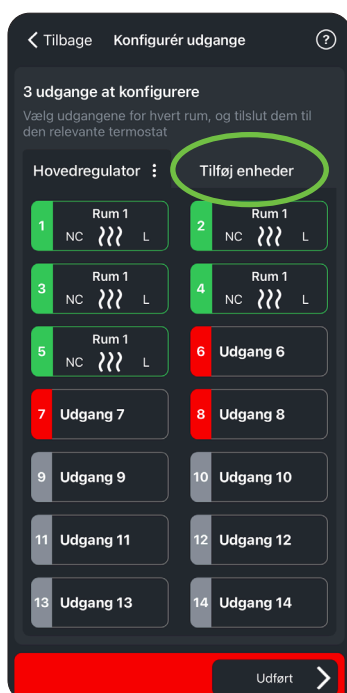 Tilbage Konfigurér udgange ?
3 udgange at konfigurere
Vælg udgangene for hvert rum, og tilslut dem til
den relevante termostat
Hovedregulator Tilføj enheder
1 Rum 1 NC L
2 Rum 1 NC L
3 Rum 1 NC L
4 Rum 1 NC L
5 Rum 1 NC L
6 Udgang 6
7 Udgang 7
8 Udgang 8
9 Udgang 9
10 Udgang 10
11 Udgang 11
12 Udgang 12
13 Udgang 13
14 Udgang 14
Udført